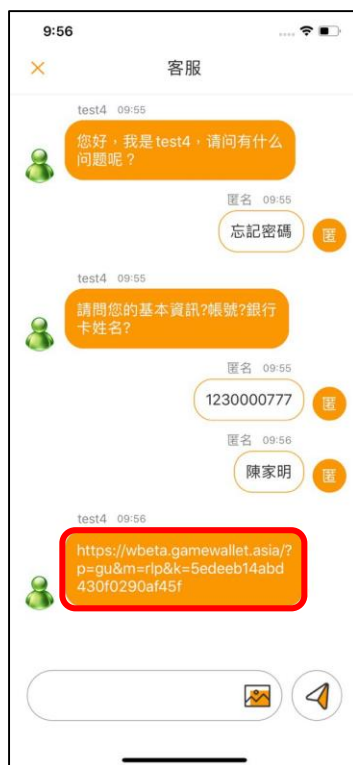 9:56
客服
test4 09:55
您好，我是test4，请问有什么
问题呢？
匿名 09:55
忘記密碼
匿
test4 09:55
請問您的基本資訊?帳號?銀行
卡姓名?
匿名 09:55
1230000777
匿
匿名 09:56
陳家明
匿
test4 09:56
https://wbeta.gamewallet.asia/?
p=gu&m=rlp&k=5edeeb14abd
430f0290af45f